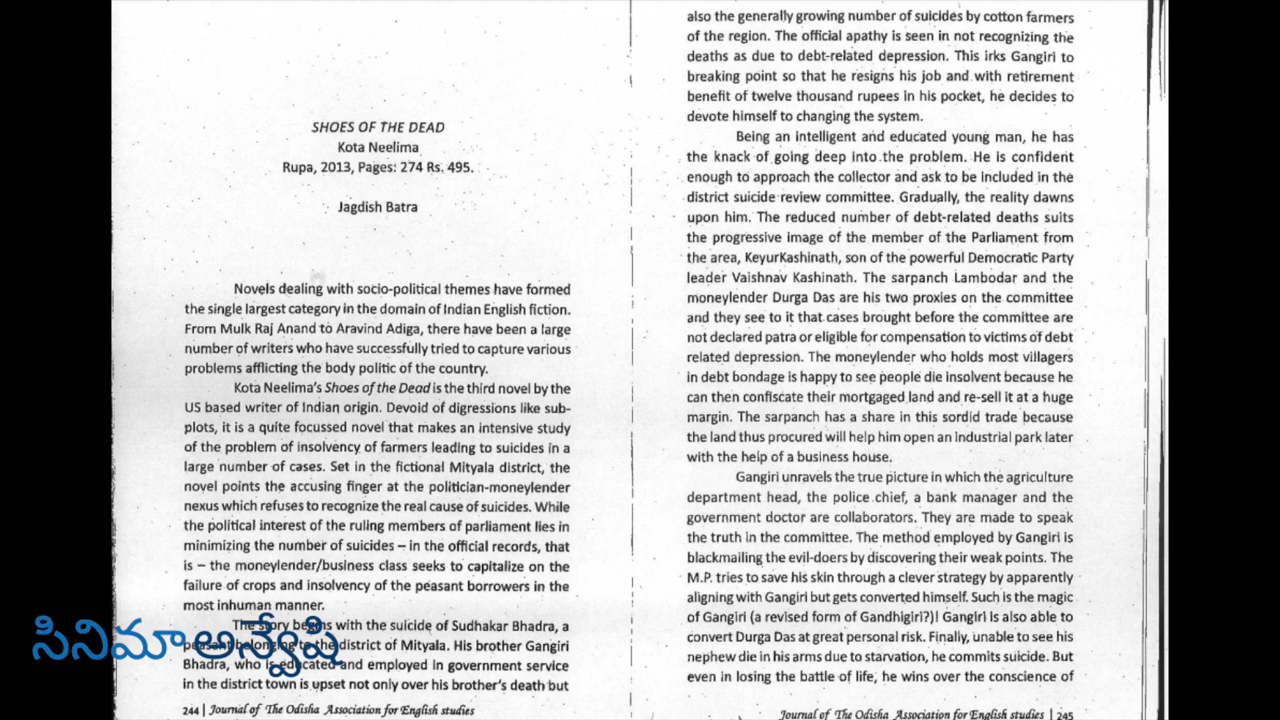 SHOES OF THE DEAD
Kota Neelima
Rupa, 2013, Pages: 274 Rs. 495.
Jagdish Batra
Novels dealing with socio-political themes have formed
the single largest category in the domain of Indian English fiction.
From Mulk Raj Anand to Aravind Adiga, there have been a large
number of writers who have successfully tried to capture various
problems afflicting the body politic of the country.
Kota Neelima's Shoes of the Dead is the third novel by the
US based writer of Indian origin. Devoid of digressions like sub-
plots, it is a quite focussed novel that makes an intensive study
of the problem of insolvency of farmers leading to suicides in a
large number of cases. Set in the fictional Mityala district, the
novel points the accusing finger at the politician-moneylender
nexus which refuses to recognize the real cause of suicides. While
the political interest of the ruling members of parliament lies in
minimizing the number of suicides – in the official records, that
is – the moneylender/business class seeks to capitalize on the
failure of crops and insolvency of the peasant borrowers in the
most inhuman manner.
The story begins with the suicide of Sudhakar Bhadra, a
peasant belonging to the district of Mityala. His brother Gangiri
Bhadra, who is educated and employed in government service
in the district town is upset not only over his brother's death but
244 | Journal of The Odisha Association for English studies
సినిమా అన్వేషి
also the generally growing number of suicides by cotton farmers
of the region. The official apathy is seen in not recognizing the
deaths as due to debt-related depression. This irks Gangiri to
breaking point so that he resigns his job and with retirement
benefit of twelve thousand rupees in his pocket, he decides to
devote himself to changing the system.
Being an intelligent and educated young man, he has
the knack of going deep into the problem. He is confident
enough to approach the collector and ask to be included in the
district suicide review committee. Gradually, the reality dawns
upon him. The reduced number of debt-related deaths suits
the progressive image of the member of the Parliament from
the area, KeyurKashinath, son of the powerful Democratic Party
leader Vaishnav Kashinath. The sarpanch Lambodar and the
moneylender Durga Das are his two proxies on the committee
and they see to it that cases brought before the committee are
not declared patra or eligible for compensation to victims of debt
related depression. The moneylender who holds most villagers
in debt bondage is happy to see people die insolvent because he
can then confiscate their mortgaged land and re-sell it at a huge
margin. The sarpanch has a share in this sordid trade because
the land thus procured will help him open an Industrial park later
with the help of a business house.
Gangiri unravels the true picture in which the agriculture
department head, the police chief, a bank manager and the
government doctor are collaborators. They are made to speak
the truth in the committee. The method employed by Gangiri is
blackmailing the evil-doers by discovering their weak points. The
M.P. tries to save his skin through a clever strategy by apparently
aligning with Gangiri but gets converted himself. Such is the magic
of Gangiri (a revised form of Gandhigiri?)! Gangiri is also able to
convert Durga Das at great personal risk. Finally, unable to see his
nephew die in his arms due to starvation, he commits suicide. But
even in losing the battle of life, he wins over the conscience of
Journal of The Odisha Association for English studies | 245